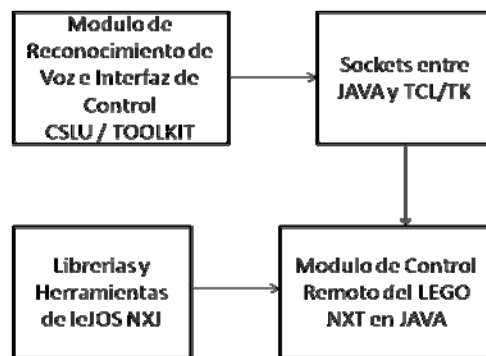 Modulo de
Reconocimiento de
Voz e Interfaz de
Control
CSLU / TOOLKIT
Sockets entre
JAVA y TCL/TK
Librerias y
Herramientas
de leJOS NXJ
Modulo de Control
Remoto del LEGO
NXT en JAVA